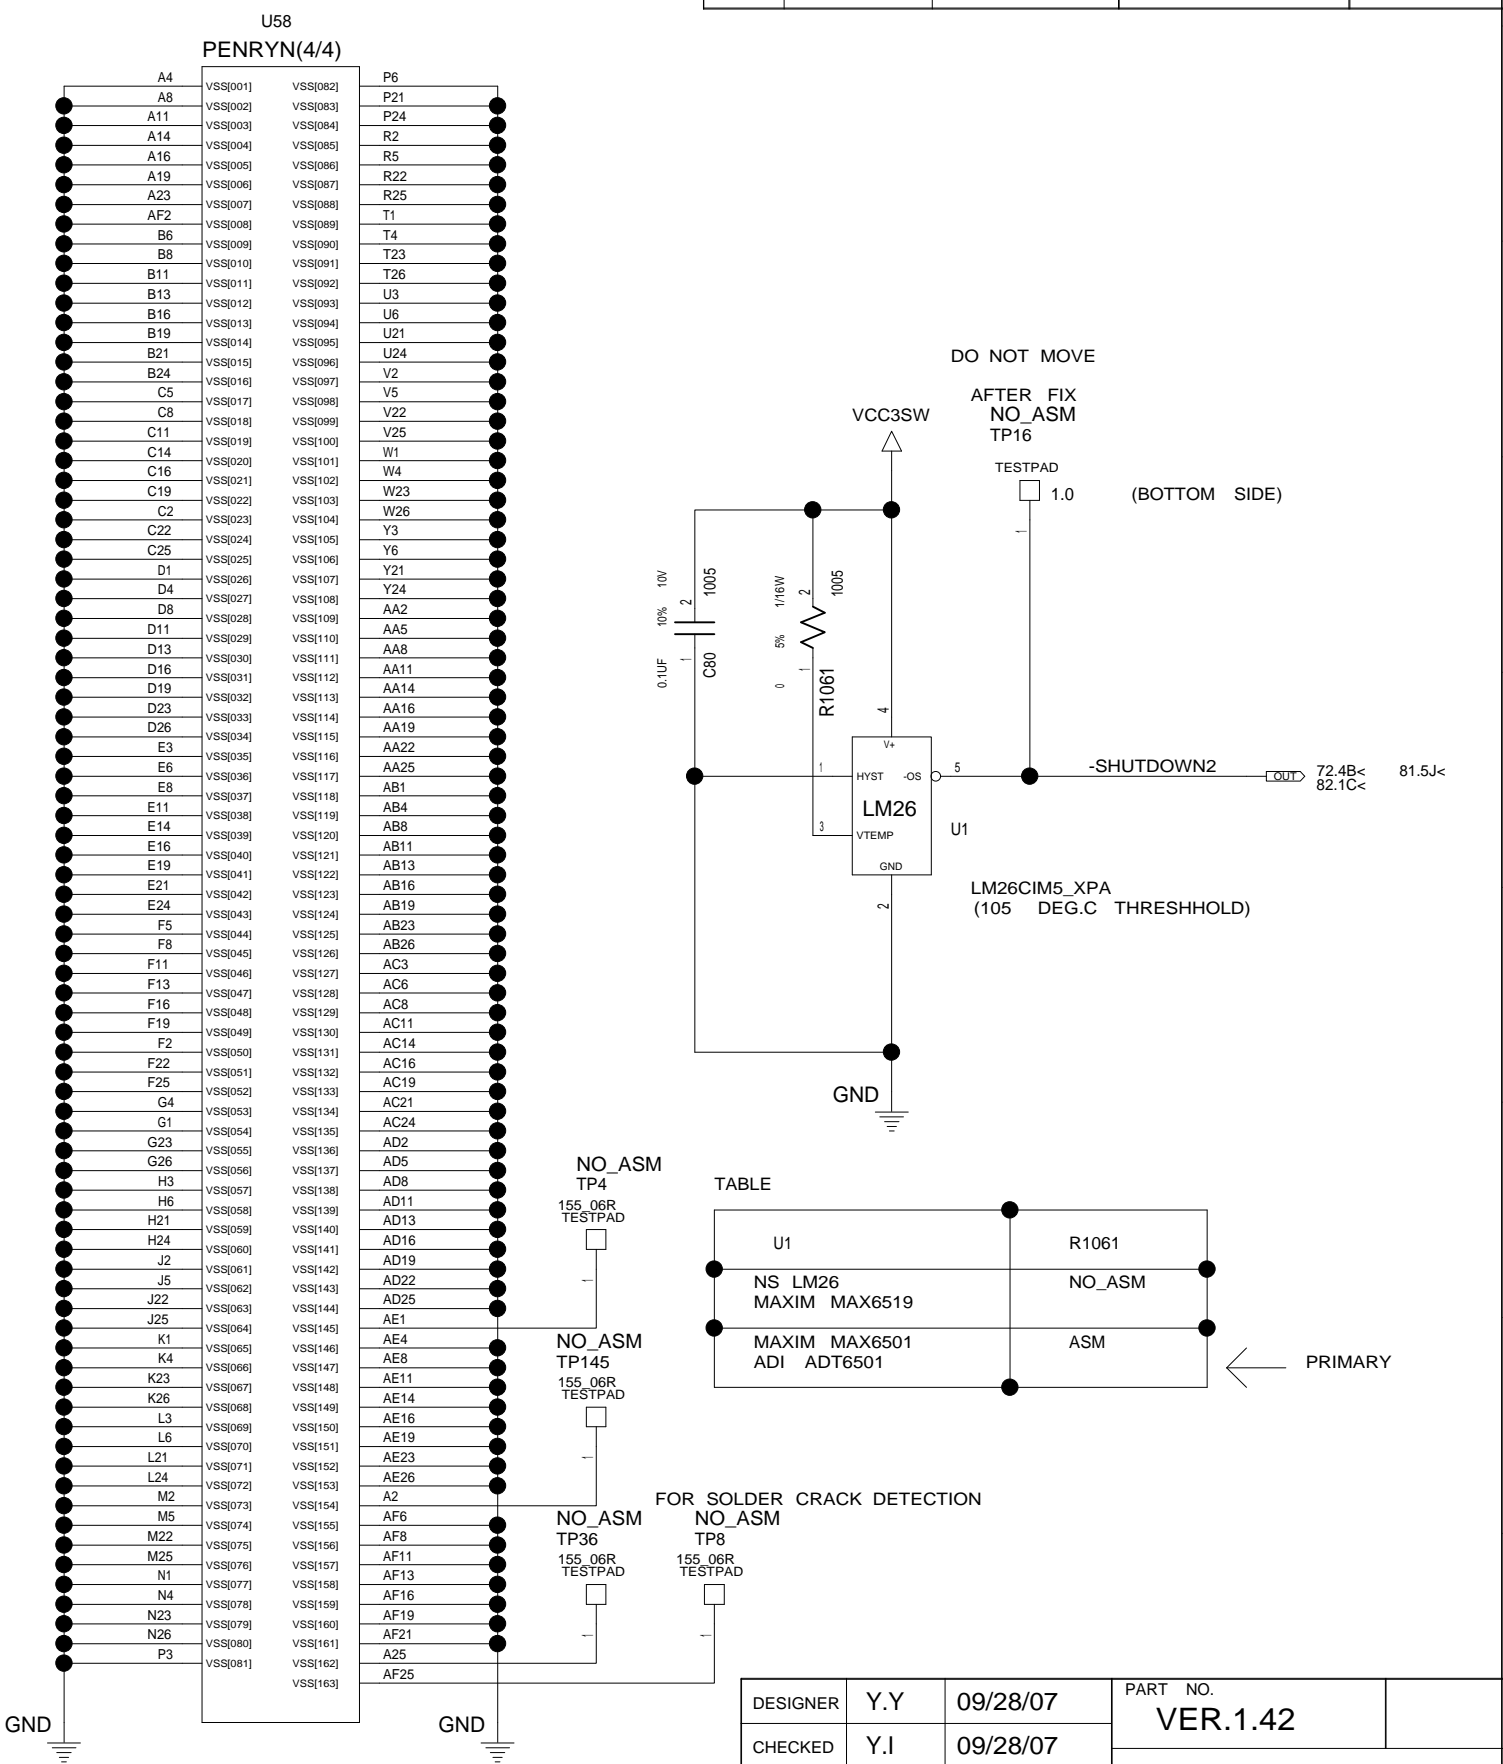 U58
PENRYN(4/4)
A4 VSS[001] VSS[082] P6
A8 VSS[002] VSS[083] P21
A11 VSS[003] VSS[084] P24
A14 VSS[004] VSS[085] R2
A16 VSS[005] VSS[086] R5
A19 VSS[006] VSS[087] R22
A23 VSS[007] VSS[088] R25
AF2 VSS[008] VSS[089] T1
B6 VSS[009] VSS[090] T4
B8 VSS[010] VSS[091] T23
B11 VSS[011] VSS[092] T26
B13 VSS[012] VSS[093] U3
B16 VSS[013] VSS[094] U6
B19 VSS[014] VSS[095] U21
B21 VSS[015] VSS[096] U24
B24 VSS[016] VSS[097] V2
C5 VSS[017] VSS[098] V5
C8 VSS[018] VSS[099] V22
C11 VSS[019] VSS[100] V25
C14 VSS[020] VSS[101] W1
C16 VSS[021] VSS[102] W4
C19 VSS[022] VSS[103] W23
C2 VSS[023] VSS[104] W26
C22 VSS[024] VSS[105] Y3
C25 VSS[025] VSS[106] Y6
D1 VSS[026] VSS[107] Y21
D4 VSS[027] VSS[108] Y24
D8 VSS[028] VSS[109] AA2
D11 VSS[029] VSS[110] AA5
D13 VSS[030] VSS[111] AA8
D16 VSS[031] VSS[112] AA11
D19 VSS[032] VSS[113] AA14
D23 VSS[033] VSS[114] AA16
D26 VSS[034] VSS[115] AA19
E3 VSS[035] VSS[116] AA22
E6 VSS[036] VSS[117] AA25
E8 VSS[037] VSS[118] AB1
E11 VSS[038] VSS[119] AB4
E14 VSS[039] VSS[120] AB8
E16 VSS[040] VSS[121] AB11
E19 VSS[041] VSS[122] AB13
E21 VSS[042] VSS[123] AB16
E24 VSS[043] VSS[124] AB19
F5 VSS[044] VSS[125] AB23
F8 VSS[045] VSS[126] AB26
F11 VSS[046] VSS[127] AC3
F13 VSS[047] VSS[128] AC6
F16 VSS[048] VSS[129] AC8
F19 VSS[049] VSS[130] AC11
F2 VSS[050] VSS[131] AC14
F22 VSS[051] VSS[132] AC16
F25 VSS[052] VSS[133] AC19
G4 VSS[053] VSS[134] AC21
G1 VSS[054] VSS[135] AC24
G23 VSS[055] VSS[136] AD2
G26 VSS[056] VSS[137] AD5
H3 VSS[057] VSS[138] AD8
H6 VSS[058] VSS[139] AD11
H21 VSS[059] VSS[140] AD13
H24 VSS[060] VSS[141] AD16
J2 VSS[061] VSS[142] AD19
J5 VSS[062] VSS[143] AD22
J22 VSS[063] VSS[144] AD25
J25 VSS[064] VSS[145] AE1
K1 VSS[065] VSS[146] AE4
K4 VSS[066] VSS[147] AE8
K23 VSS[067] VSS[148] AE11
K26 VSS[068] VSS[149] AE14
L3 VSS[069] VSS[150] AE16
L6 VSS[070] VSS[151] AE19
L21 VSS[071] VSS[152] AE23
L24 VSS[072] VSS[153] AE26
M2 VSS[073] VSS[154] A2
M5 VSS[074] VSS[155] AF6
M22 VSS[075] VSS[156] AF8
M25 VSS[076] VSS[157] AF11
N1 VSS[077] VSS[158] AF13
N4 VSS[078] VSS[159] AF16
N23 VSS[079] VSS[160] AF19
N26 VSS[080] VSS[161] AF21
P3 VSS[081] VSS[162] A25
VSS[163] AF25
GND
GND
DO NOT MOVE
AFTER FIX
NO_ASM
TP16
TESTPAD
1.0 (BOTTOM SIDE)
1
VCC3SW
0.1UF 10% 10V
1 2
C80 1005
0 5% 1/16W
1 2
R1061 1005
4
V+
1 HYST -OS 5
LM26
3 VTEMP
GND
2
U1
-SHUTDOWN2
OUT
72.4B< 81.5J<
82.1C<
LM26CIM5_XPA
(105 DEG.C THRESHHOLD)
GND
NO_ASM
TP4
155_06R
TESTPAD
1
NO_ASM
TP145
155_06R
TESTPAD
1
FOR SOLDER CRACK DETECTION
NO_ASM
TP36
155_06R
TESTPAD
1
NO_ASM
TP8
155_06R
TESTPAD
1
TABLE
U1 R1061
NS LM26 NO_ASM
MAXIM MAX6519
MAXIM MAX6501 ASM
ADI ADT6501
PRIMARY
DESIGNER Y.Y 09/28/07
CHECKED Y.I 09/28/07
PART NO.
VER.1.42